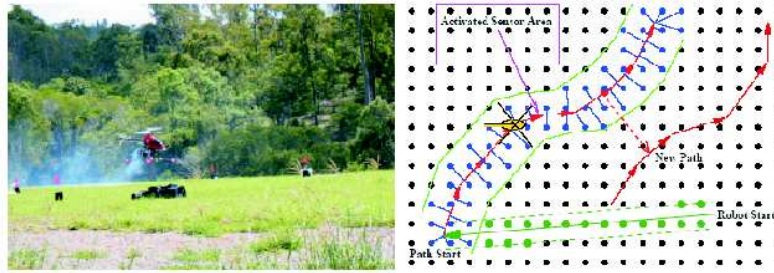 Activated Sensor Area
New Path
Robot Start
Path Start